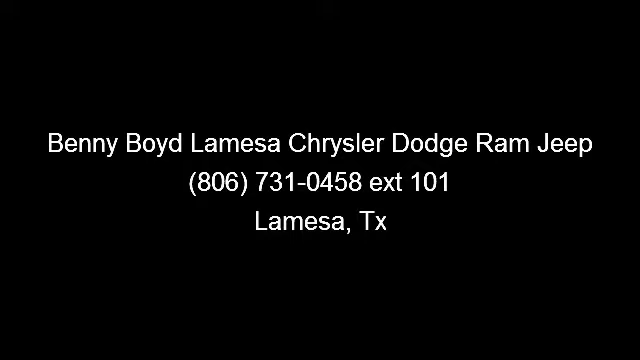 Benny Boyd Lamesa Chrysler Dodge Ram Jeep
(806) 731-0458 ext 101
Lamesa, Tx